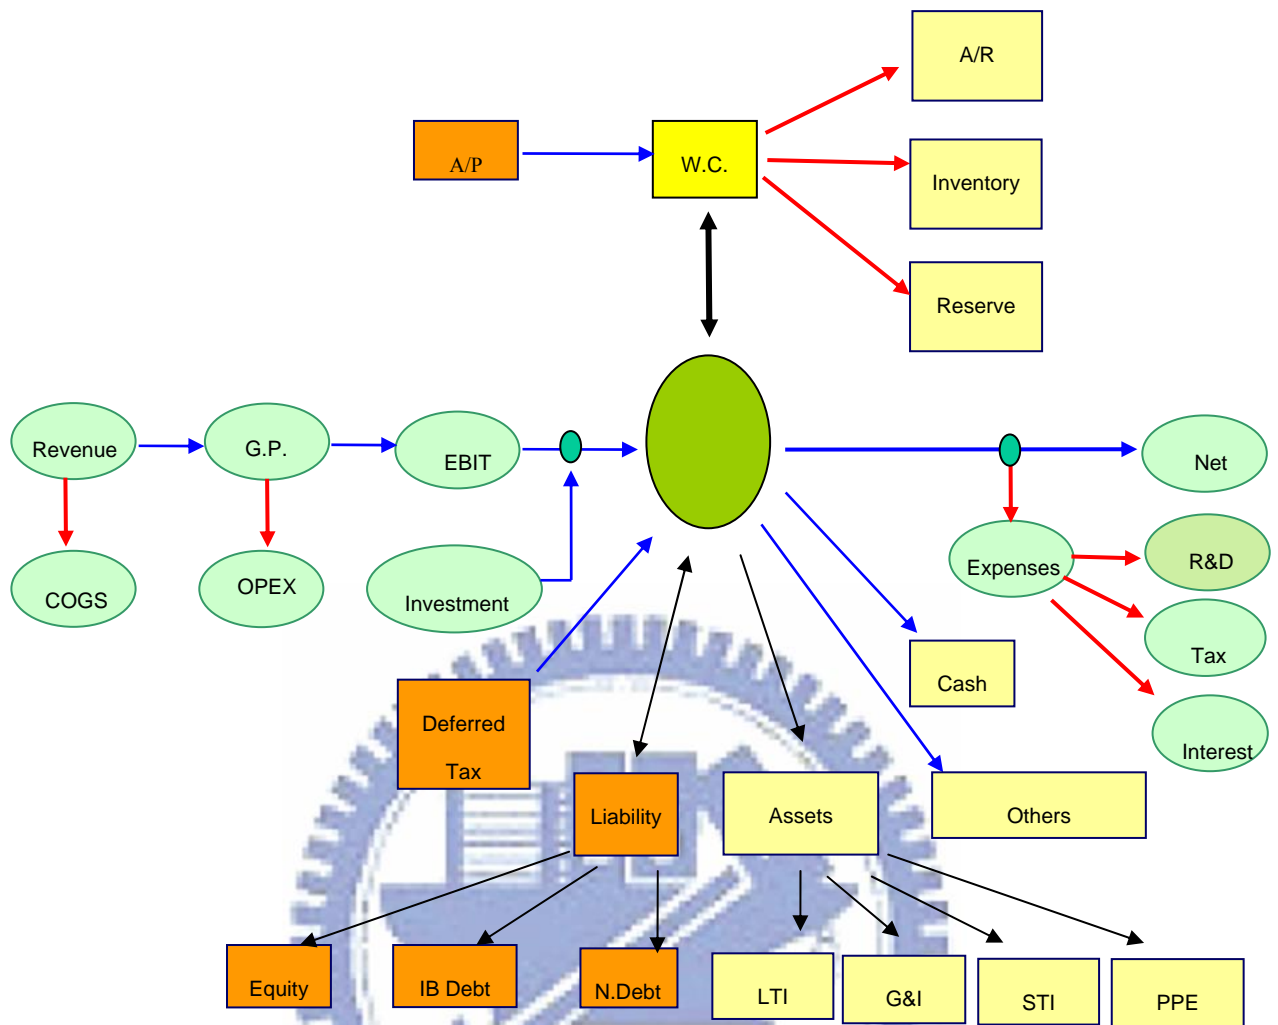 A/R
A/P
W.C.
Inventory
Reserve
Revenue
G.P.
EBIT
Net
COGS
OPEX
Investment
Expenses
R&D
Tax
Interest
Cash
Deferred
Tax
Liability
Assets
Others
Equity
IB Debt
N.Debt
LTI
G&I
STI
PPE